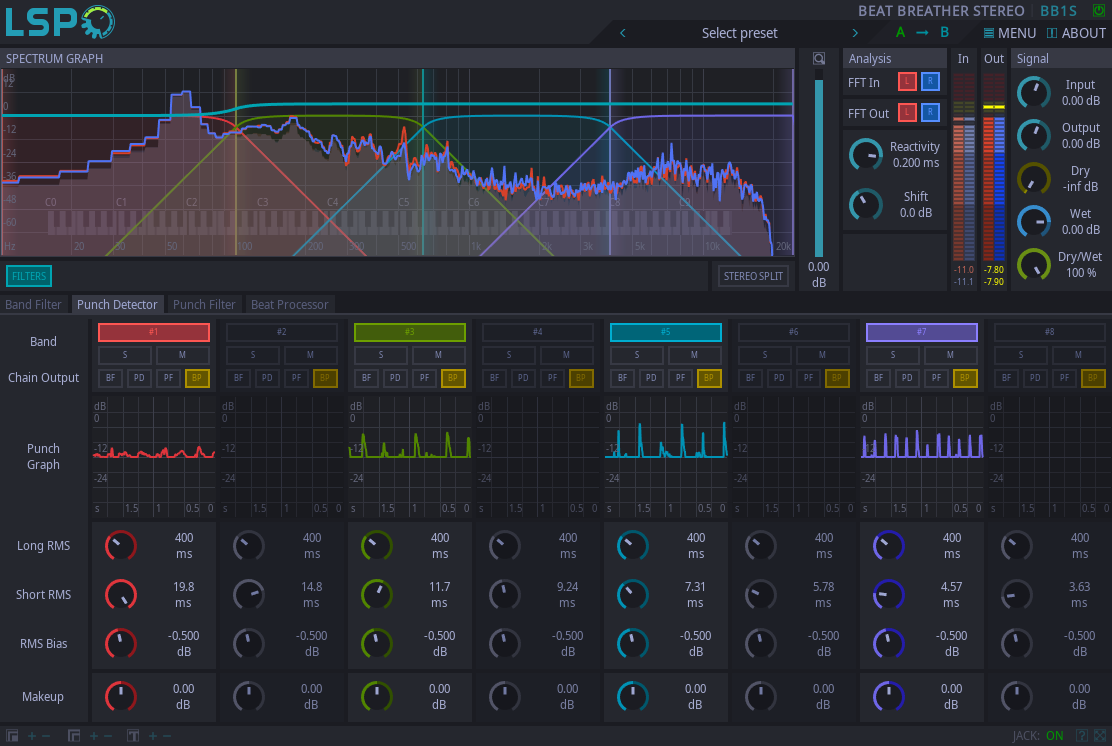 LSP
BEAT BREATHER STEREO BB1S
Select preset
A B
MENU ABOUT
SPECTRUM GRAPH
dB
12
0
-12
-24
-36
-48
-60
C0 C1 C2 C3 C4 C5 C6 C7 C8 C9
Hz 20 30 50 100 200 300 500 1k 2k 3k 5k 10k 20k
0.00
dB
Analysis
FFT In L R
FFT Out L R
Reactivity
0.200 ms
Shift
0.0 dB
In Out
-11.0 -7.80
-11.1 -7.90
Signal
Input
0.00 dB
Output
0.00 dB
Dry
-inf dB
Wet
0.00 dB
Dry/Wet
100 %
FILTERS
STEREO SPLIT
Band Filter Punch Detector Punch Filter Beat Processor
Band #1 #2 #3 #4 #5 #6 #7 #8
S M S M S M S M S M S M S M S M
Chain Output BF PD PF BP BF PD PF BP BF PD PF BP BF PD PF BP BF PD PF BP BF PD PF BP BF PD PF BP BF PD PF BP
Punch
Graph
dB dB dB dB dB dB dB dB
0 0 0 0 0 0 0 0
-12 -12 -12 -12 -12 -12 -12 -12
-24 -24 -24 -24 -24 -24 -24 -24
s 1.5 1 0.5 0 s 1.5 1 0.5 0 s 1.5 1 0.5 0 s 1.5 1 0.5 0 s 1.5 1 0.5 0 s 1.5 1 0.5 0 s 1.5 1 0.5 0 s 1.5 1 0.5 0
Long RMS 400 400 400 400 400 400 400 400
ms ms ms ms ms ms ms ms
Short RMS 19.8 14.8 11.7 9.24 7.31 5.78 4.57 3.63
ms ms ms ms ms ms ms ms
RMS Bias -0.500 -0.500 -0.500 -0.500 -0.500 -0.500 -0.500 -0.500
dB dB dB dB dB dB dB dB
Makeup 0.00 0.00 0.00 0.00 0.00 0.00 0.00 0.00
dB dB dB dB dB dB dB dB
+ − + − T + − JACK: ON ?